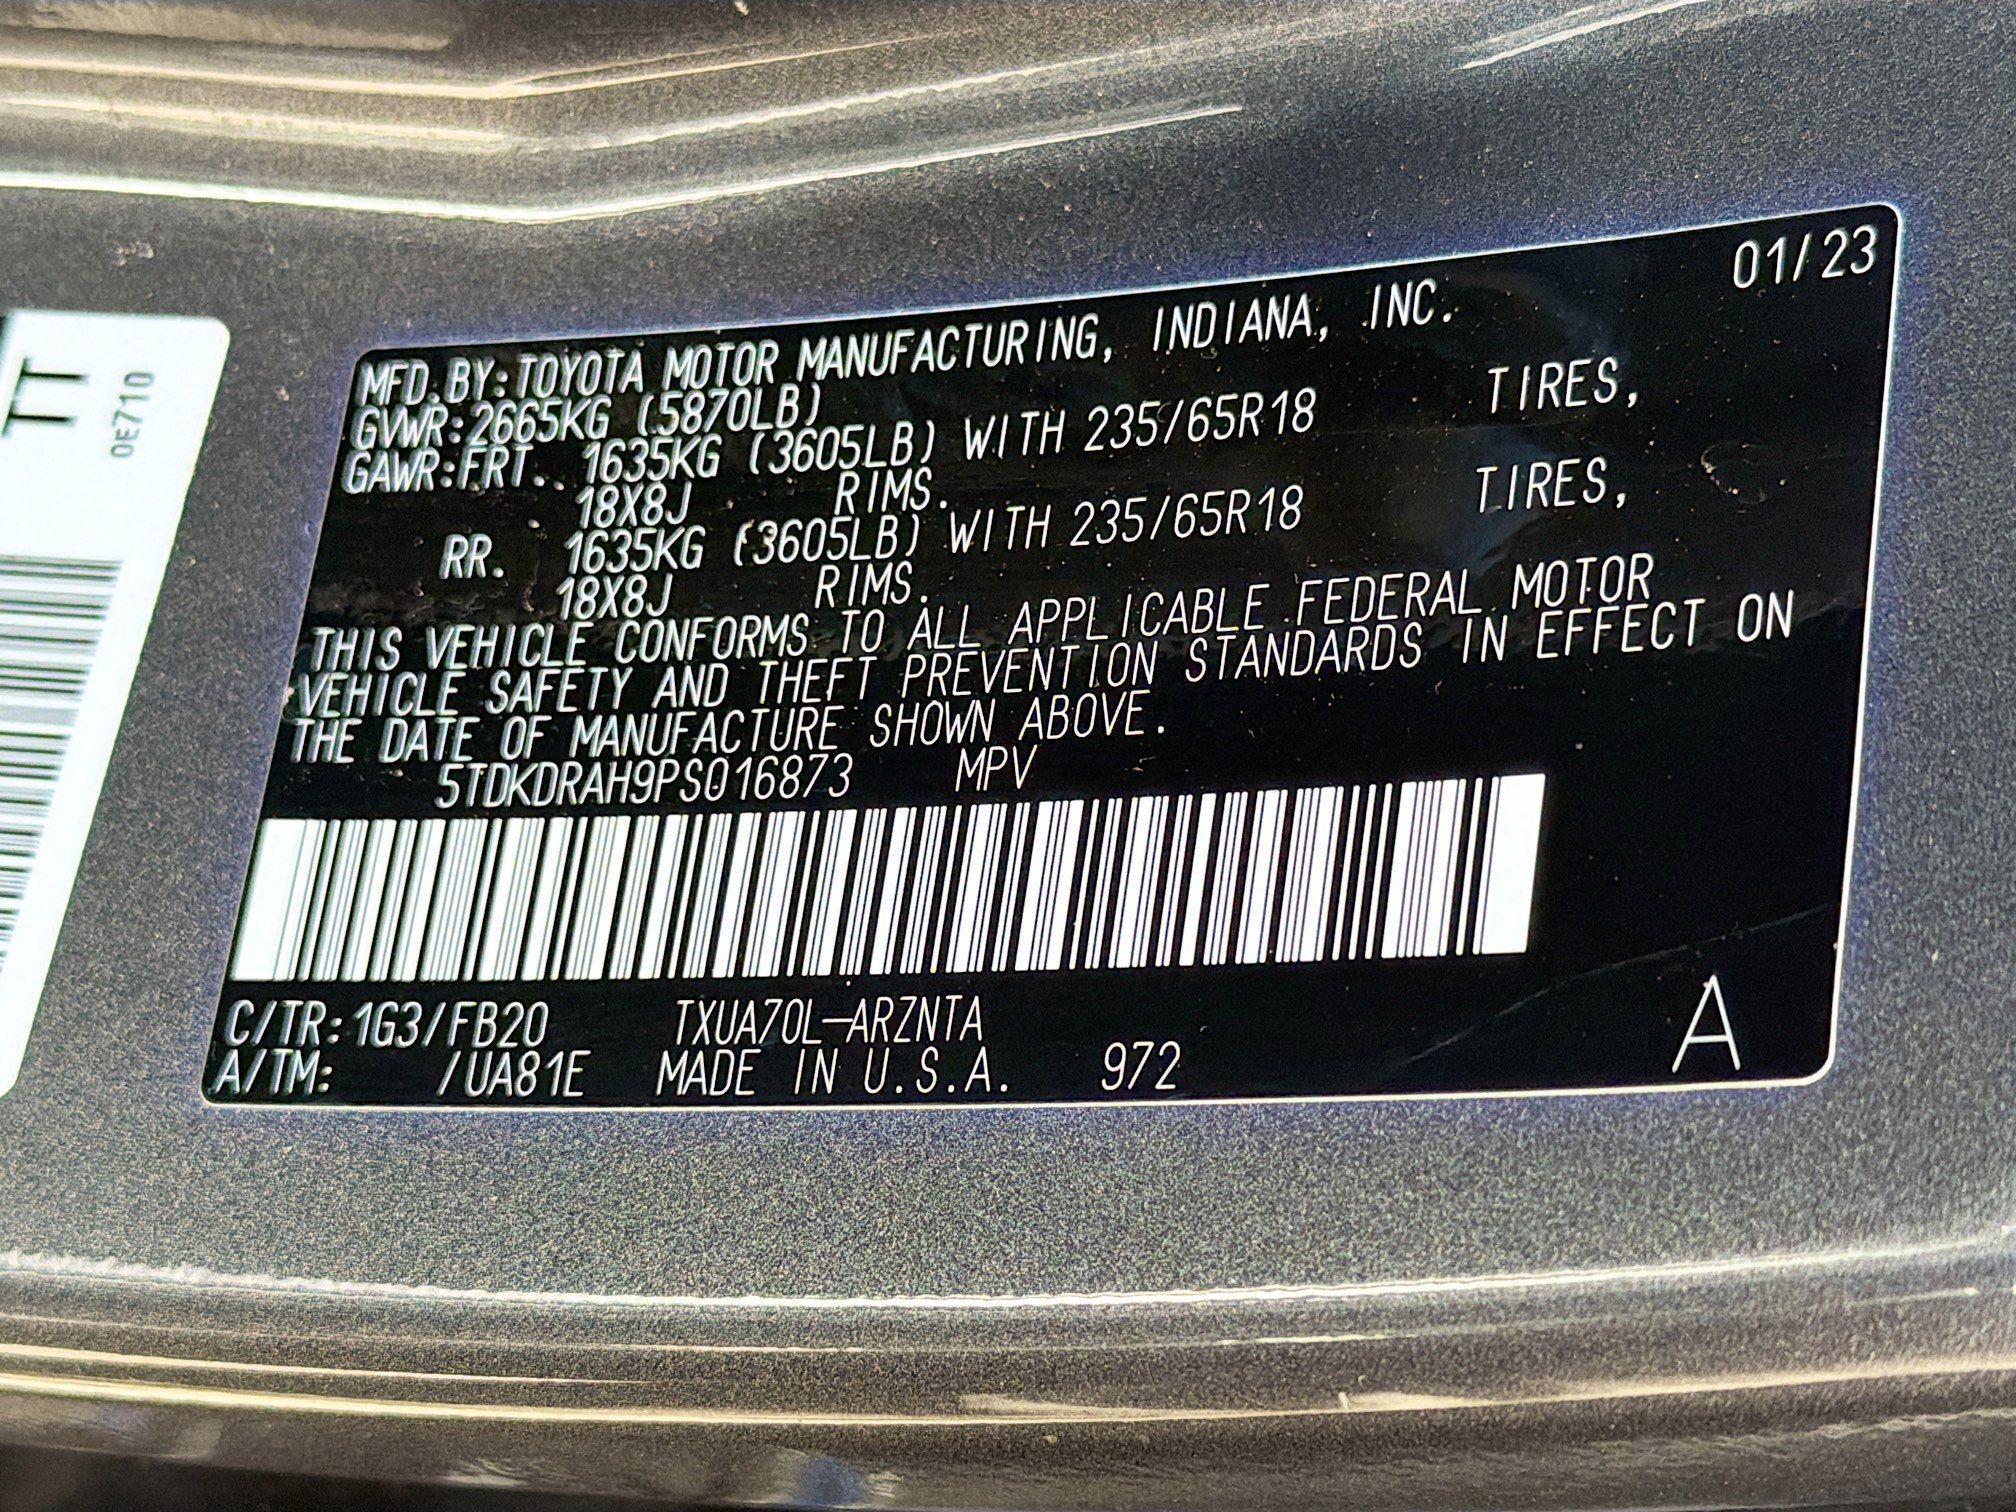 TT
0E710
01/23
MFD. BY: TOYOTA MOTOR MANUFACTURING, INDIANA, INC.
GVWR: 2665KG (5870LB)
GAWR: FRT. 1635KG (3605LB) WITH 235/65R18 TIRES,
18X8J RIMS.
RR. 1635KG (3605LB) WITH 235/65R18 TIRES,
18X8J RIMS.
THIS VEHICLE CONFORMS TO ALL APPLICABLE FEDERAL MOTOR
VEHICLE SAFETY AND THEFT PREVENTION STANDARDS IN EFFECT ON
THE DATE OF MANUFACTURE SHOWN ABOVE.
5TDKDRAH9PS016873 MPV
C/TR: 1G3/FB20 TXUA70L-ARZNTA
A/TM: /UA81E MADE IN U.S.A. 972
A